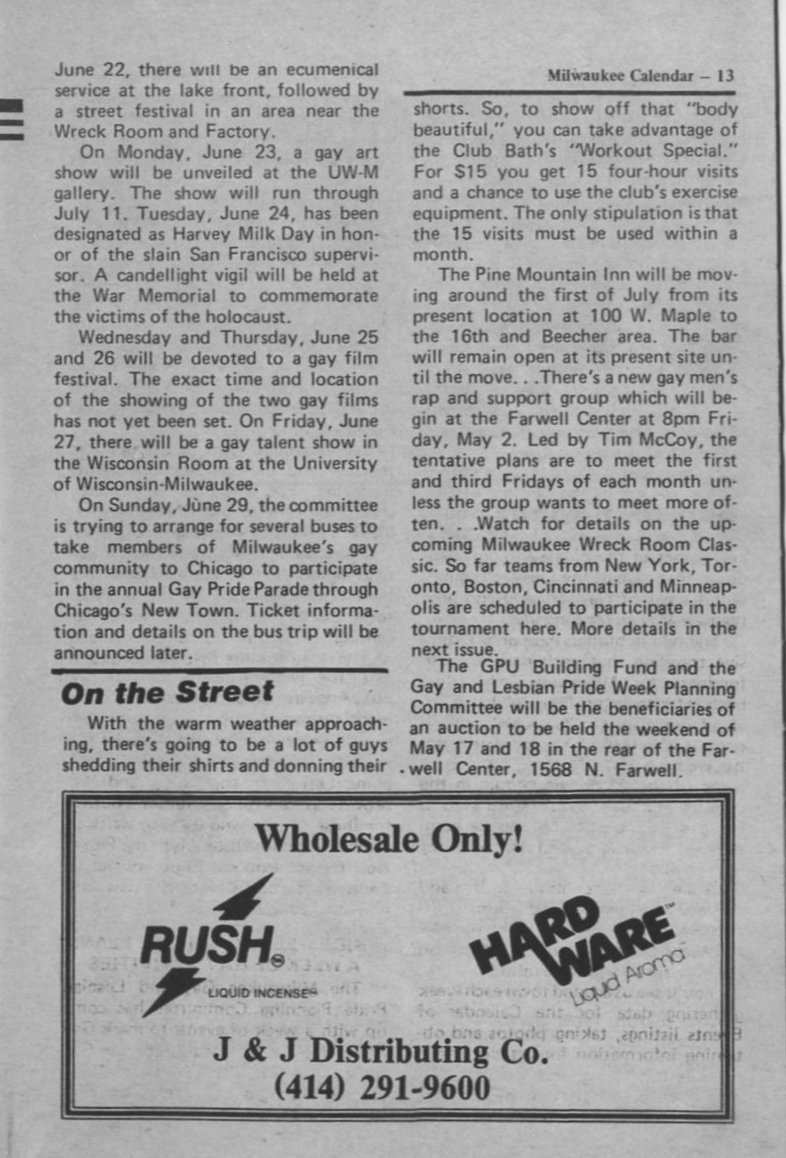 June 22, there will be an ecumenical
service at the lake front, followed by
a street festival in an area near the
Wreck Room and Factory.
On Monday, June 23, a gay art
show will be unveiled at the UW-M
gallery. The show will run through
July 11. Tuesday, June 24, has been
designated as Harvey Milk Day in hon-
or of the slain San Francisco supervi-
sor. A candellight vigil will be held at
the War Memorial to commemorate
the victims of the holocaust.
Wednesday and Thursday, June 25
and 26 will be devoted to a gay film
festival. The exact time and location
of the showing of the two gay films
has not yet been set. On Friday, June
27, there will be a gay talent show in
the Wisconsin Room at the University
of Wisconsin-Milwaukee.
On Sunday, June 29, the committee
is trying to arrange for several buses to
take members of Milwaukee's gay
community to Chicago to participate
in the annual Gay Pride Parade through
Chicago's New Town. Ticket informa-
tion and details on the bus trip will be
announced later.
On the Street
With the warm weather approach-
ing, there's going to be a lot of guys
shedding their shirts and donning their
Milwaukee Calendar – 13
shorts. So, to show off that "body
beautiful," you can take advantage of
the Club Bath's "Workout Special."
For $15 you get 15 four-hour visits
and a chance to use the club's exercise
equipment. The only stipulation is that
the 15 visits must be used within a
month.
The Pine Mountain Inn will be mov-
ing around the first of July from its
present location at 100 W. Maple to
the 16th and Beecher area. The bar
will remain open at its present site un-
til the move. . .There's a new gay men's
rap and support group which will be-
gin at the Farwell Center at 8pm Fri-
day, May 2. Led by Tim McCoy, the
tentative plans are to meet the first
and third Fridays of each month un-
less the group wants to meet more of-
ten. . .Watch for details on the up-
coming Milwaukee Wreck Room Clas-
sic. So far teams from New York, Tor-
onto, Boston, Cincinnati and Minneap-
olis are scheduled to participate in the
tournament here. More details in the
next issue.
The GPU Building Fund and the
Gay and Lesbian Pride Week Planning
Committee will be the beneficiaries of
an auction to be held the weekend of
May 17 and 18 in the rear of the Far-
well Center, 1568 N. Farwell.
Wholesale Only!
RUSH
LIQUID INCENSE
HARD
WARE™
Liquid Aroma
J & J Distributing Co.
(414) 291-9600